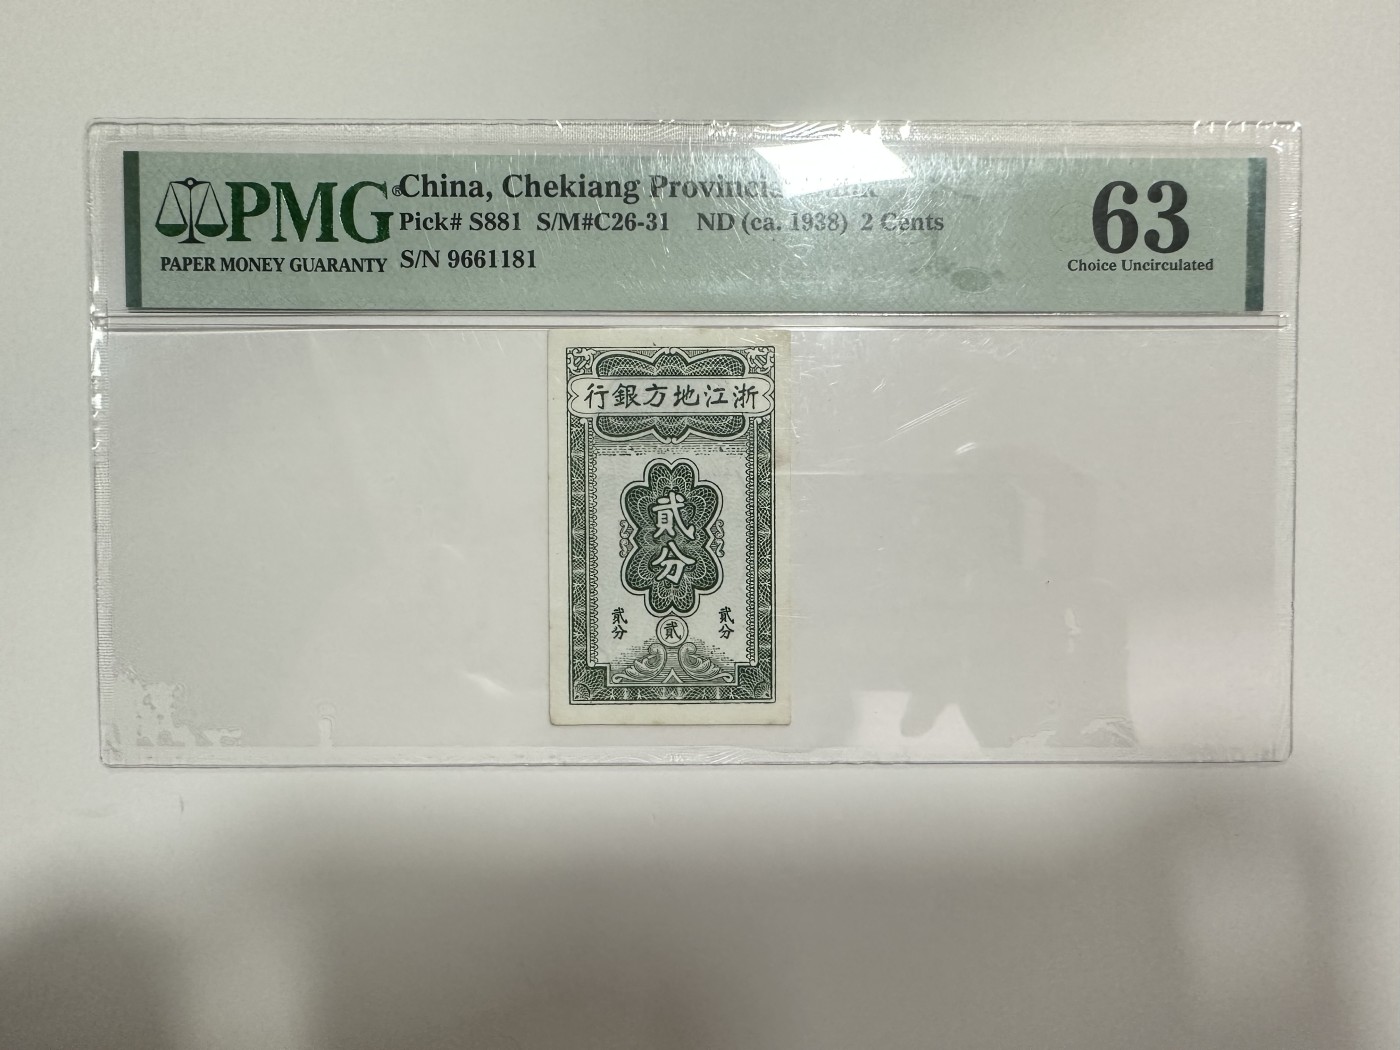 PMG®
PAPER MONEY GUARANTY
China, Chekiang Provincial Bank
Pick# S881 S/M#C26-31 ND (ca. 1938) 2 Cents
S/N 9661181
63
Choice Uncirculated
行銀方地江浙
貳分
貳分
貳
貳分